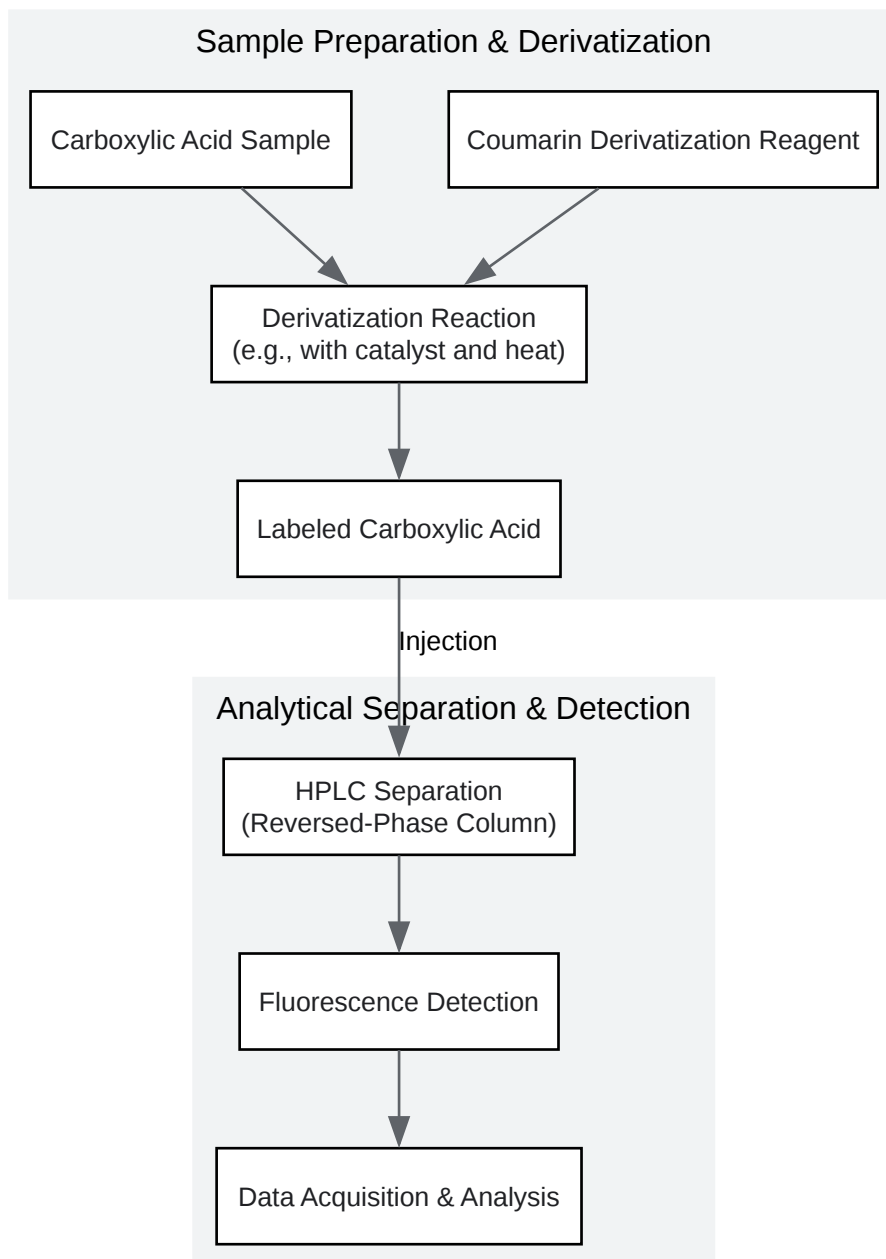 Sample Preparation & Derivatization
Carboxylic Acid Sample
Coumarin Derivatization Reagent
Derivatization Reaction
(e.g., with catalyst and heat)
Labeled Carboxylic Acid
Injection
Analytical Separation & Detection
HPLC Separation
(Reversed-Phase Column)
Fluorescence Detection
Data Acquisition & Analysis